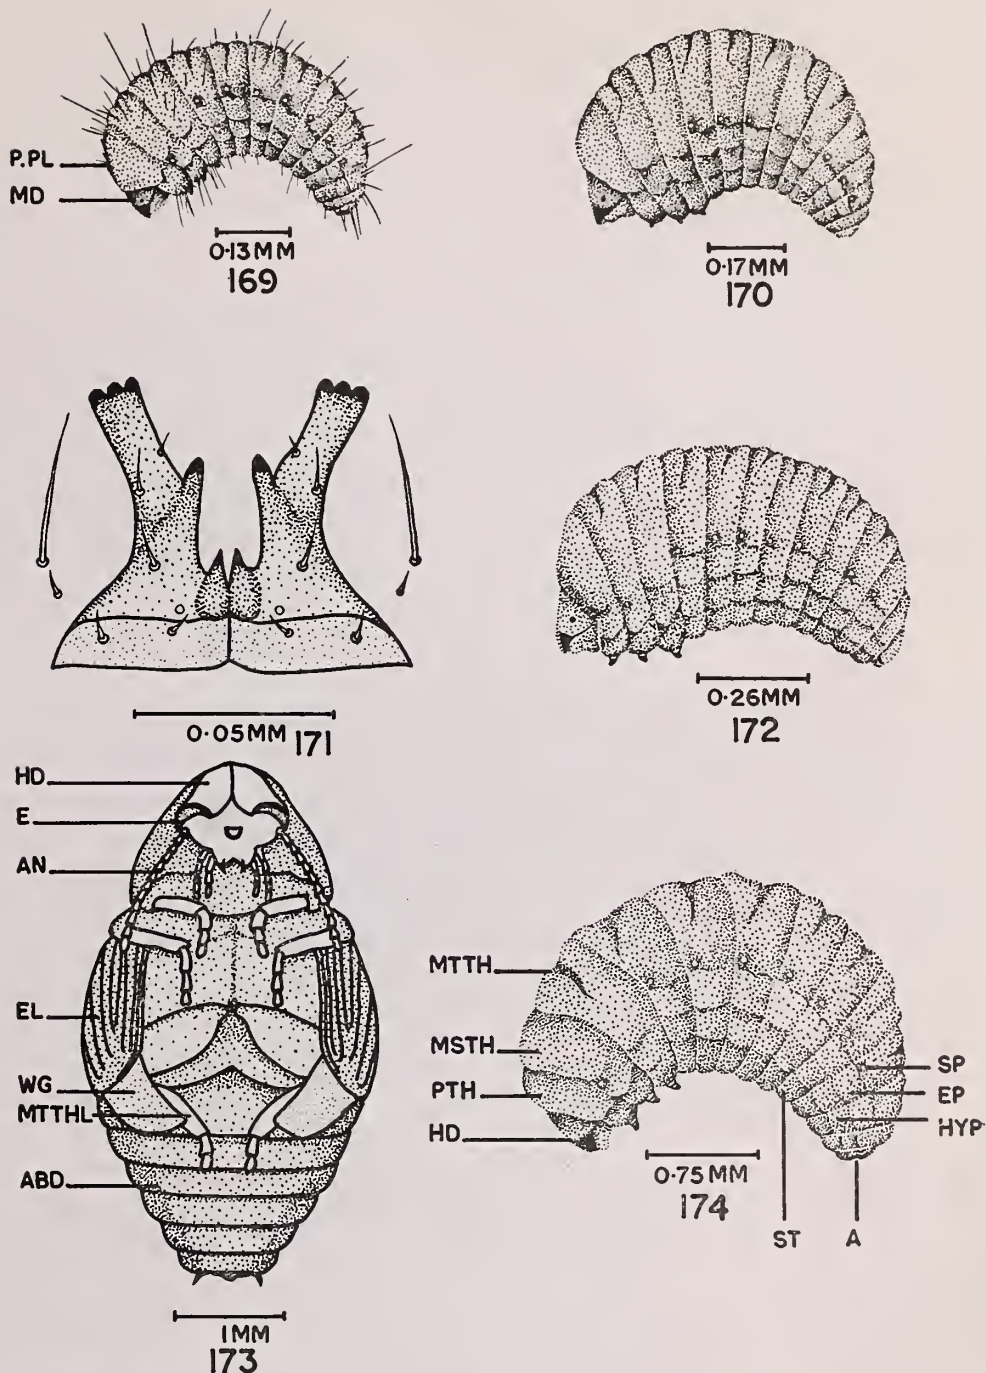 P.PL
MD
0·13MM
169
0·17MM
170
0·05MM 171
0·26MM
172
HD
E
AN
EL
WG
MTTHL
ABD
1MM
173
MTTH
MSTH
PTH
HD
SP
EP
HYP
0·75MM
174
ST A